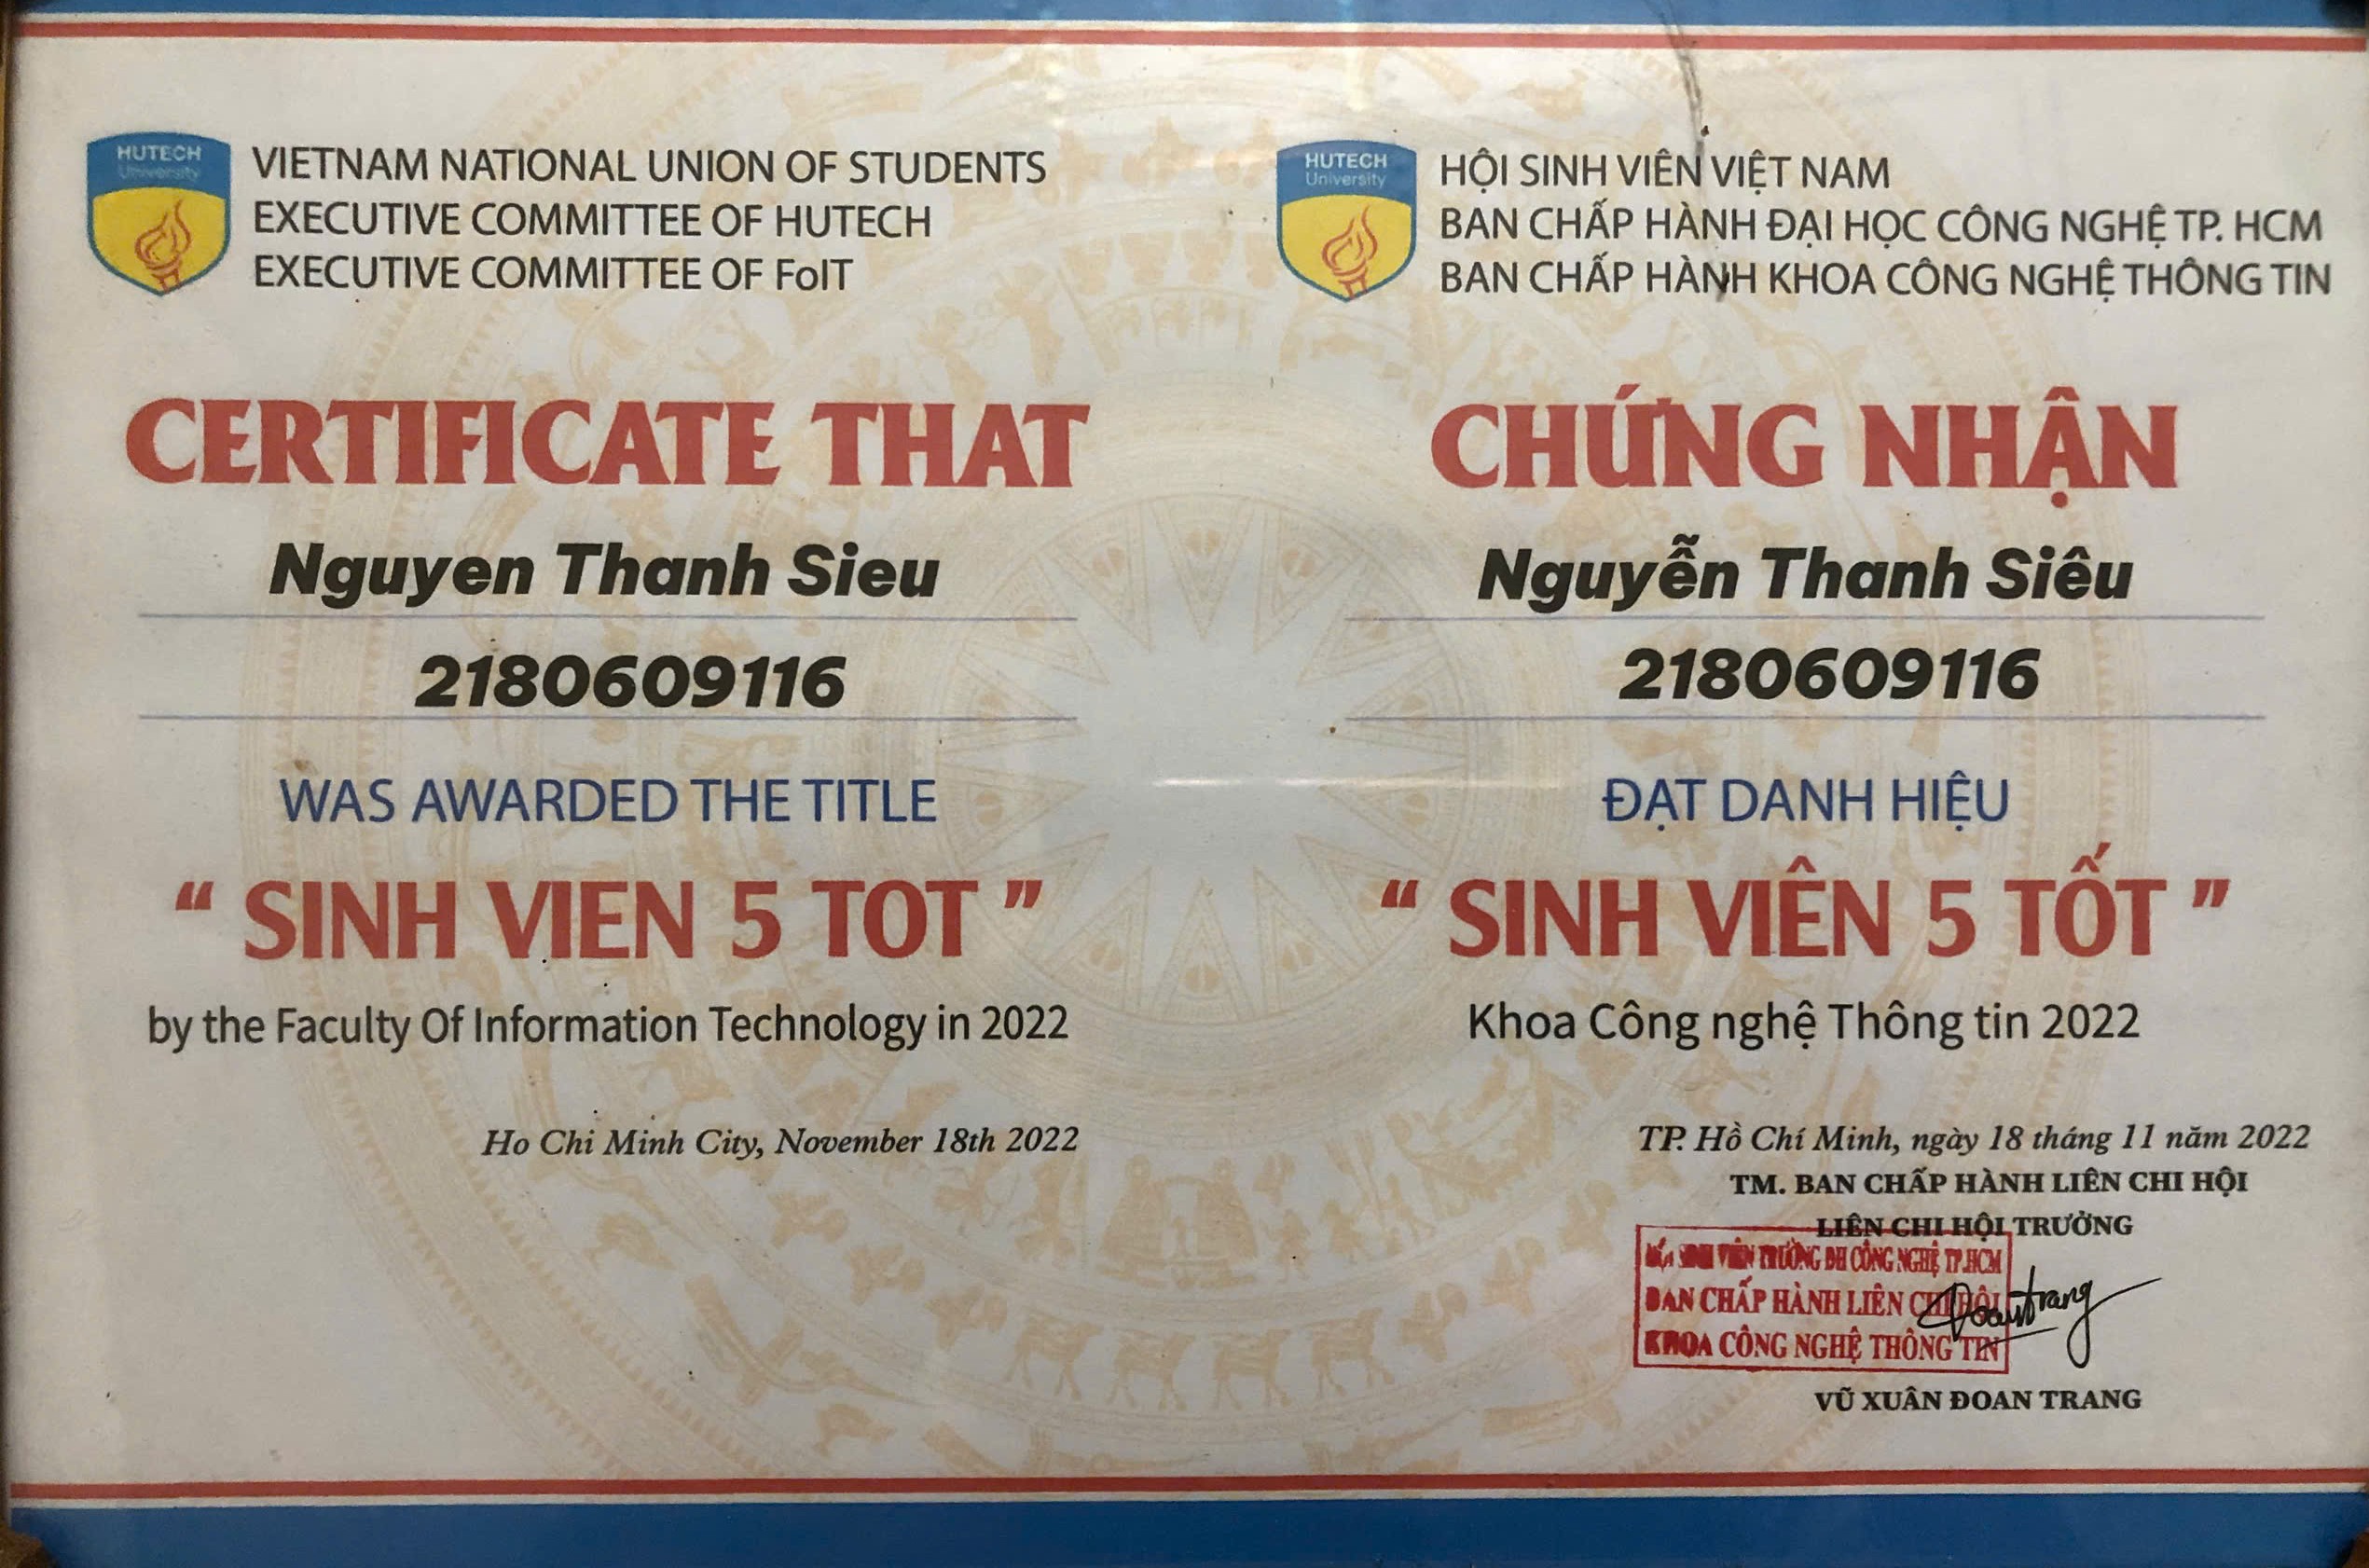 HUTECH
University
VIETNAM NATIONAL UNION OF STUDENTS
EXECUTIVE COMMITTEE OF HUTECH
EXECUTIVE COMMITTEE OF FoIT
CERTIFICATE THAT
Nguyen Thanh Sieu
2180609116
WAS AWARDED THE TITLE
“ SINH VIEN 5 TOT ”
by the Faculty Of Information Technology in 2022
Ho Chi Minh City, November 18th 2022
HUTECH
University
HỘI SINH VIÊN VIỆT NAM
BAN CHẤP HÀNH ĐẠI HỌC CÔNG NGHỆ TP. HCM
BAN CHẤP HÀNH KHOA CÔNG NGHỆ THÔNG TIN
CHỨNG NHẬN
Nguyễn Thanh Siêu
2180609116
ĐẠT DANH HIỆU
“ SINH VIÊN 5 TỐT ”
Khoa Công nghệ Thông tin 2022
TP. Hồ Chí Minh, ngày 18 tháng 11 năm 2022
TM. BAN CHẤP HÀNH LIÊN CHI HỘI
LIÊN CHI HỘI TRƯỞNG
HỘI SINH VIÊN TRƯỜNG ĐH CÔNG NGHỆ TP.HCM
BAN CHẤP HÀNH LIÊN CHI HỘI
KHOA CÔNG NGHỆ THÔNG TIN
Doantrang
VŨ XUÂN ĐOAN TRANG